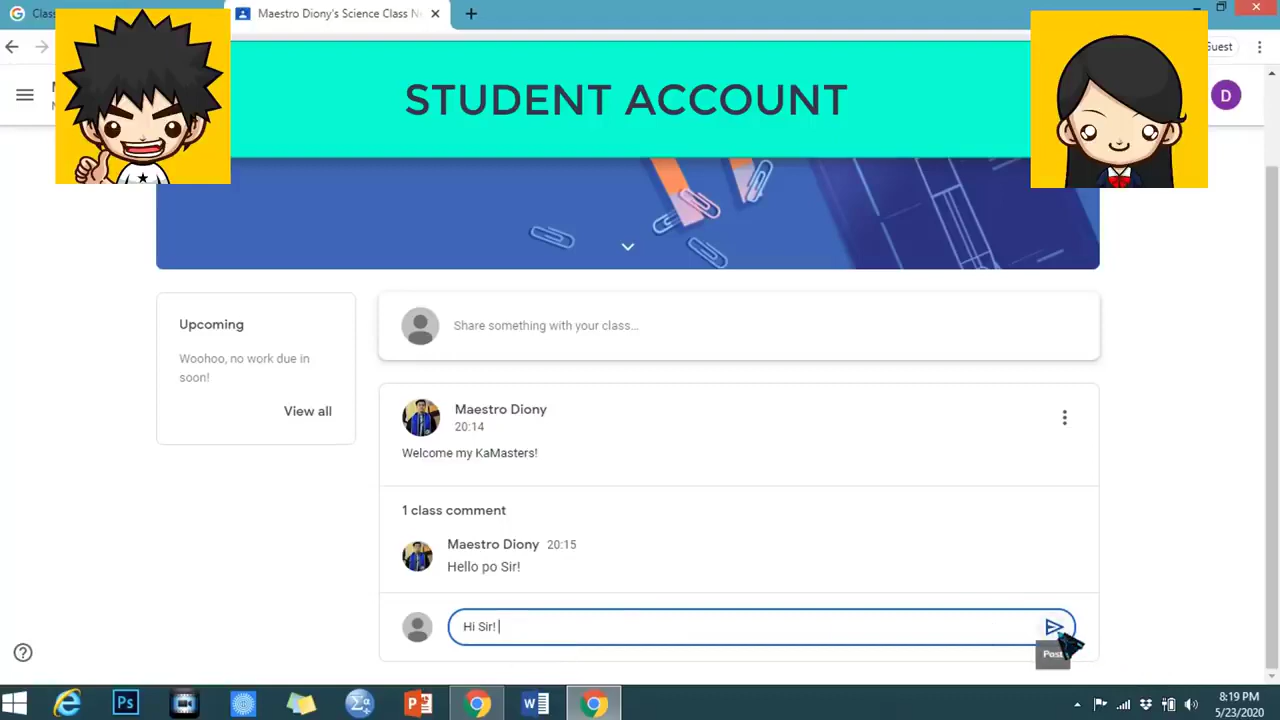 Class
Maestro Diony's Science Class N
Guest
STUDENT ACCOUNT
D
Upcoming
Woohoo, no work due in
soon!
View all
Share something with your class...
Maestro Diony
20:14
Welcome my KaMasters!
1 class comment
Maestro Diony 20:15
Hello po Sir!
Hi Sir!
Post
8:19 PM
5/23/2020